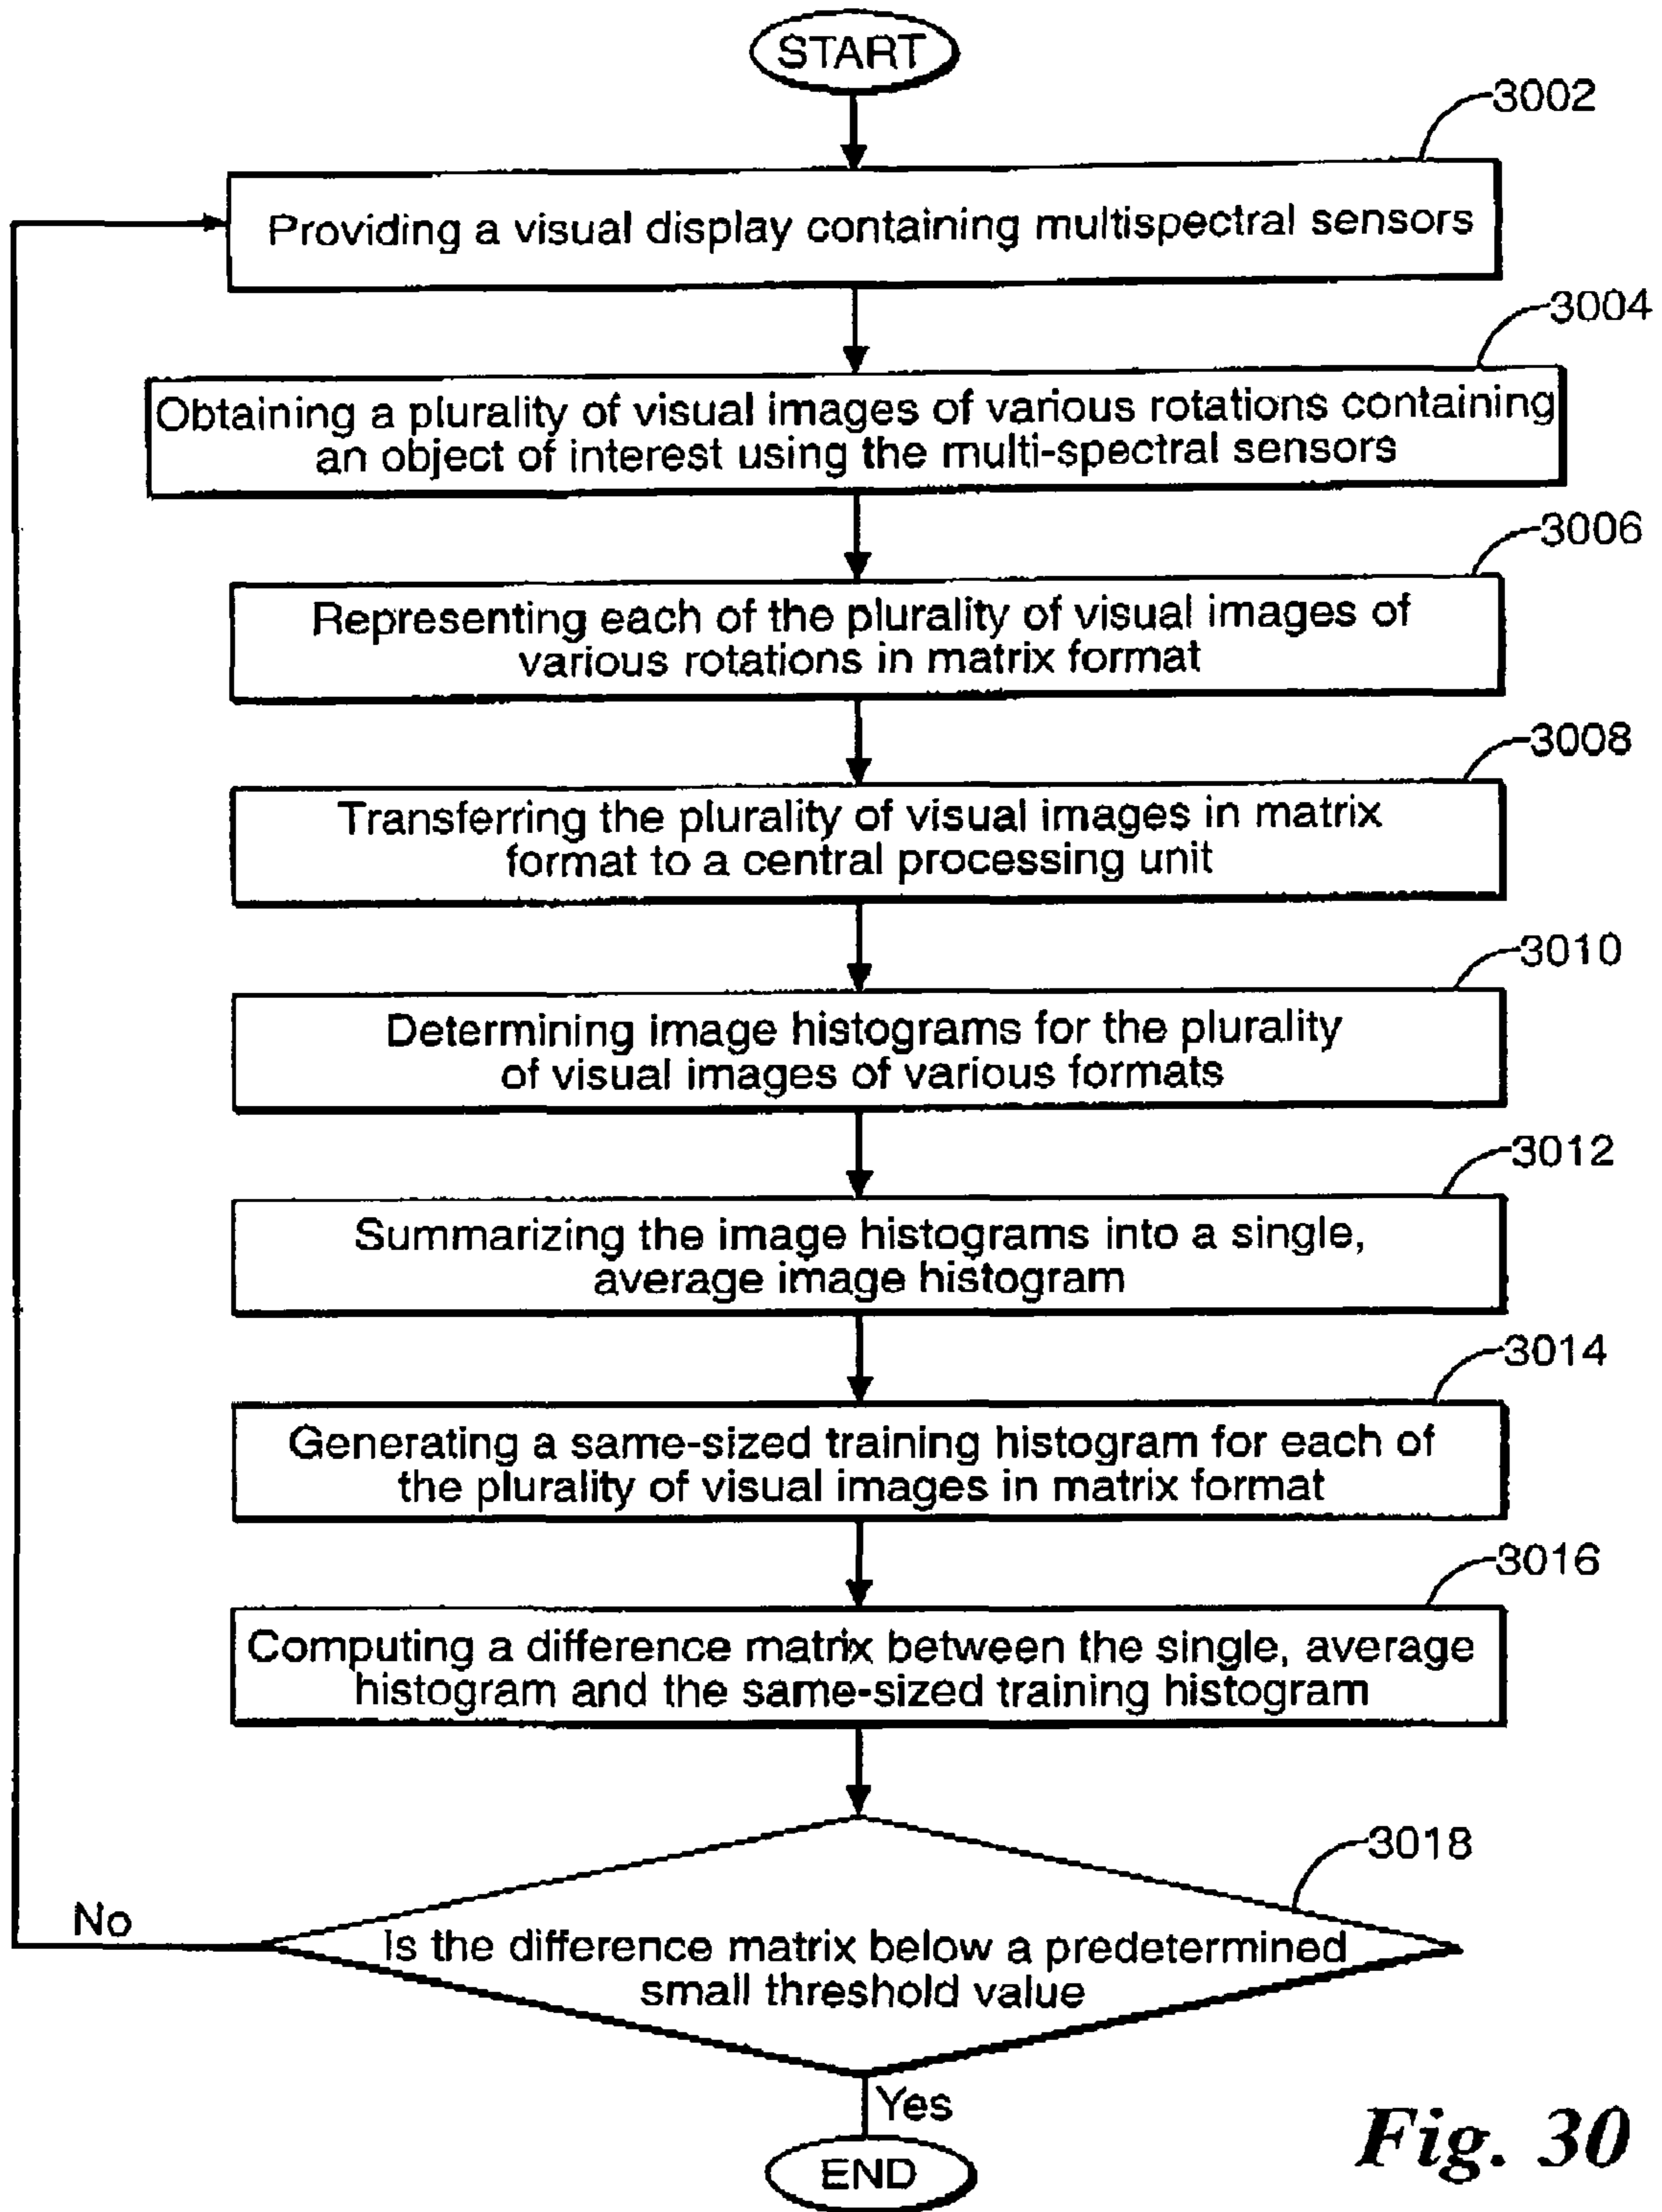 START
3002
Providing a visual display containing multispectral sensors
3004
Obtaining a plurality of visual images of various rotations containing
an object of interest using the multi-spectral sensors
3006
Representing each of the plurality of visual images of
various rotations in matrix format
3008
Transferring the plurality of visual images in matrix
format to a central processing unit
3010
Determining image histograms for the plurality
of visual images of various formats
3012
Summarizing the image histograms into a single,
average image histogram
3014
Generating a same-sized training histogram for each of
the plurality of visual images in matrix format
3016
Computing a difference matrix between the single, average
histogram and the same-sized training histogram
3018
No
Is the difference matrix below a predetermined
small threshold value
Yes
END
Fig. 30